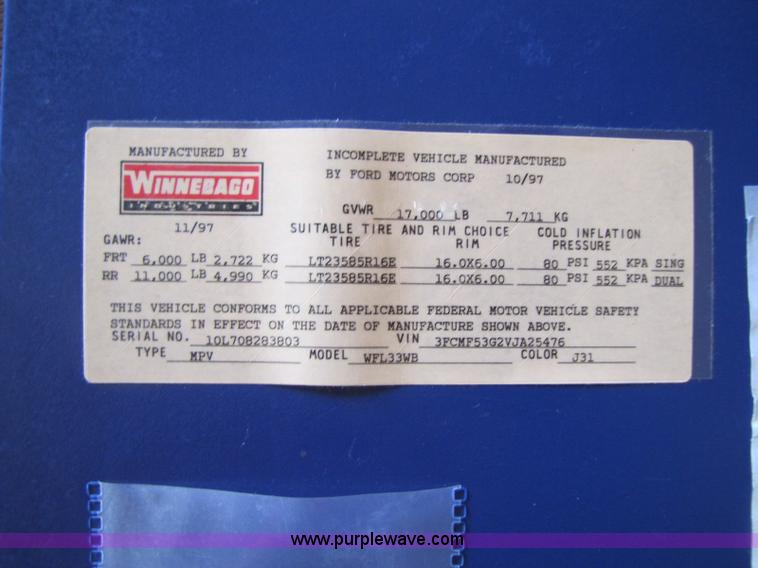 MANUFACTURED BY
WINNEBAGO
INDUSTRIES
11/97
INCOMPLETE VEHICLE MANUFACTURED
BY FORD MOTORS CORP 10/97
GVWR 17,000 LB 7,711 KG
SUITABLE TIRE AND RIM CHOICE COLD INFLATION
GAWR: TIRE RIM PRESSURE
FRT 6,000 LB 2,722 KG LT23585R16E 16.0X6.00 80 PSI 552 KPA SING
RR 11,000 LB 4,990 KG LT23585R16E 16.0X6.00 80 PSI 552 KPA DUAL
THIS VEHICLE CONFORMS TO ALL APPLICABLE FEDERAL MOTOR VEHICLE SAFETY
STANDARDS IN EFFECT ON THE DATE OF MANUFACTURE SHOWN ABOVE.
SERIAL NO. 10L708283803 VIN 3FCMF53G2VJA25476
TYPE MPV MODEL WFL33WB COLOR J31
www.purplewave.com